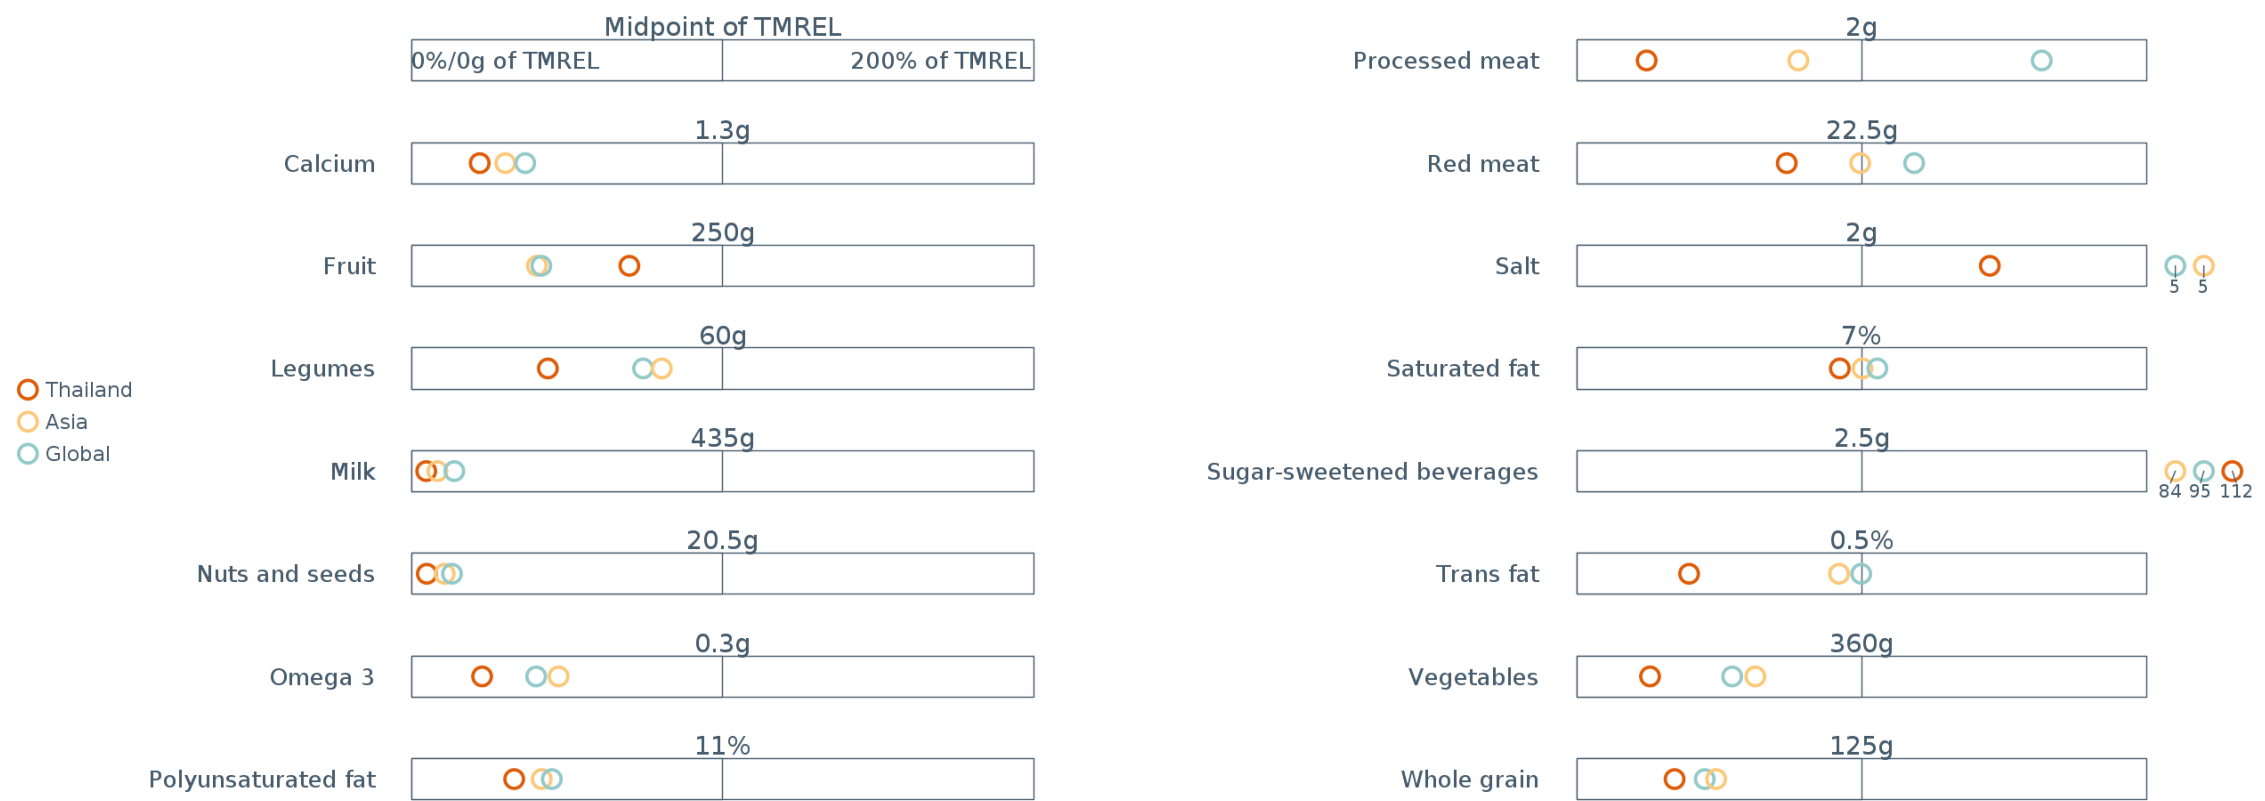 Midpoint of TMREL
0%/0g of TMREL 200% of TMREL
1.3g
Calcium
250g
Fruit
60g
Legumes
435g
Milk
20.5g
Nuts and seeds
0.3g
Omega 3
11%
Polyunsaturated fat
Thailand
Asia
Global
2g
Processed meat
22.5g
Red meat
2g
Salt
5 5
7%
Saturated fat
2.5g
Sugar-sweetened beverages
84 95 112
0.5%
Trans fat
360g
Vegetables
125g
Whole grain